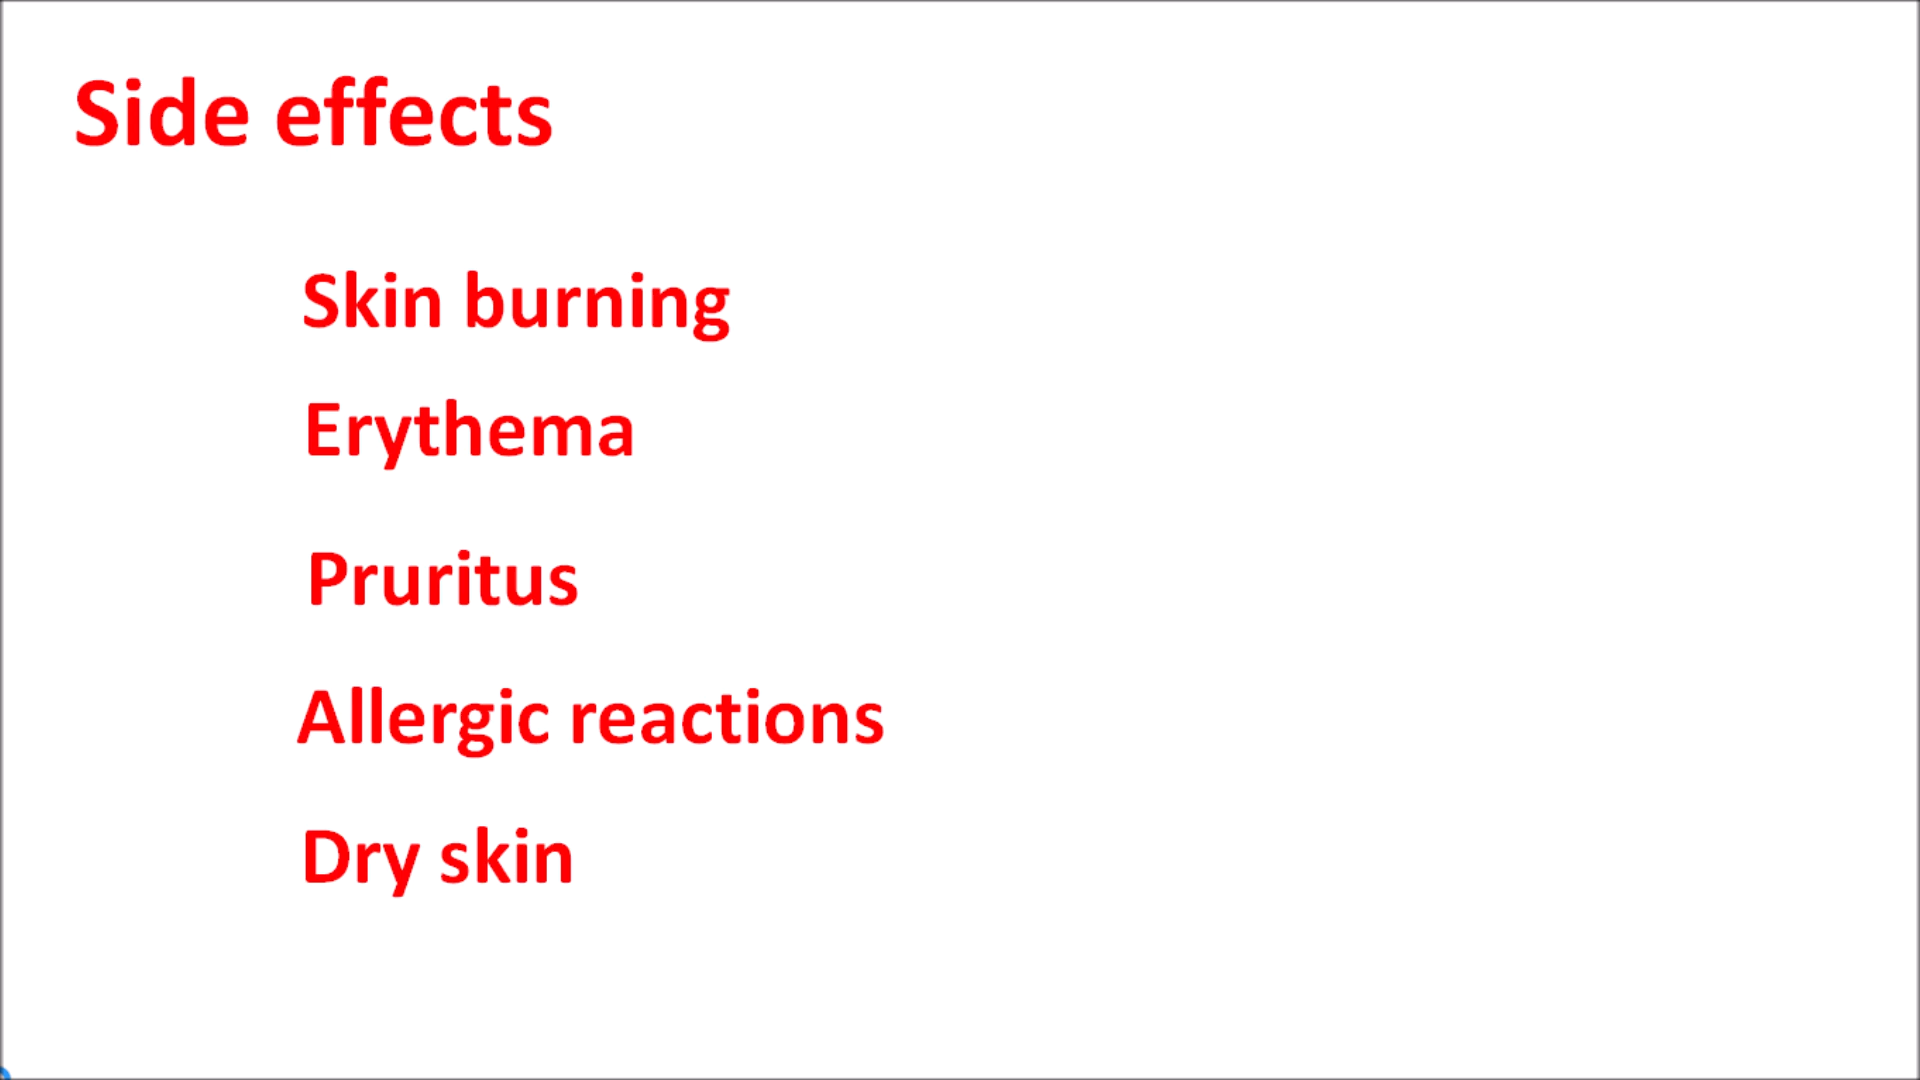 Side effects
Skin burning
Erythema
Pruritus
Allergic reactions
Dry skin